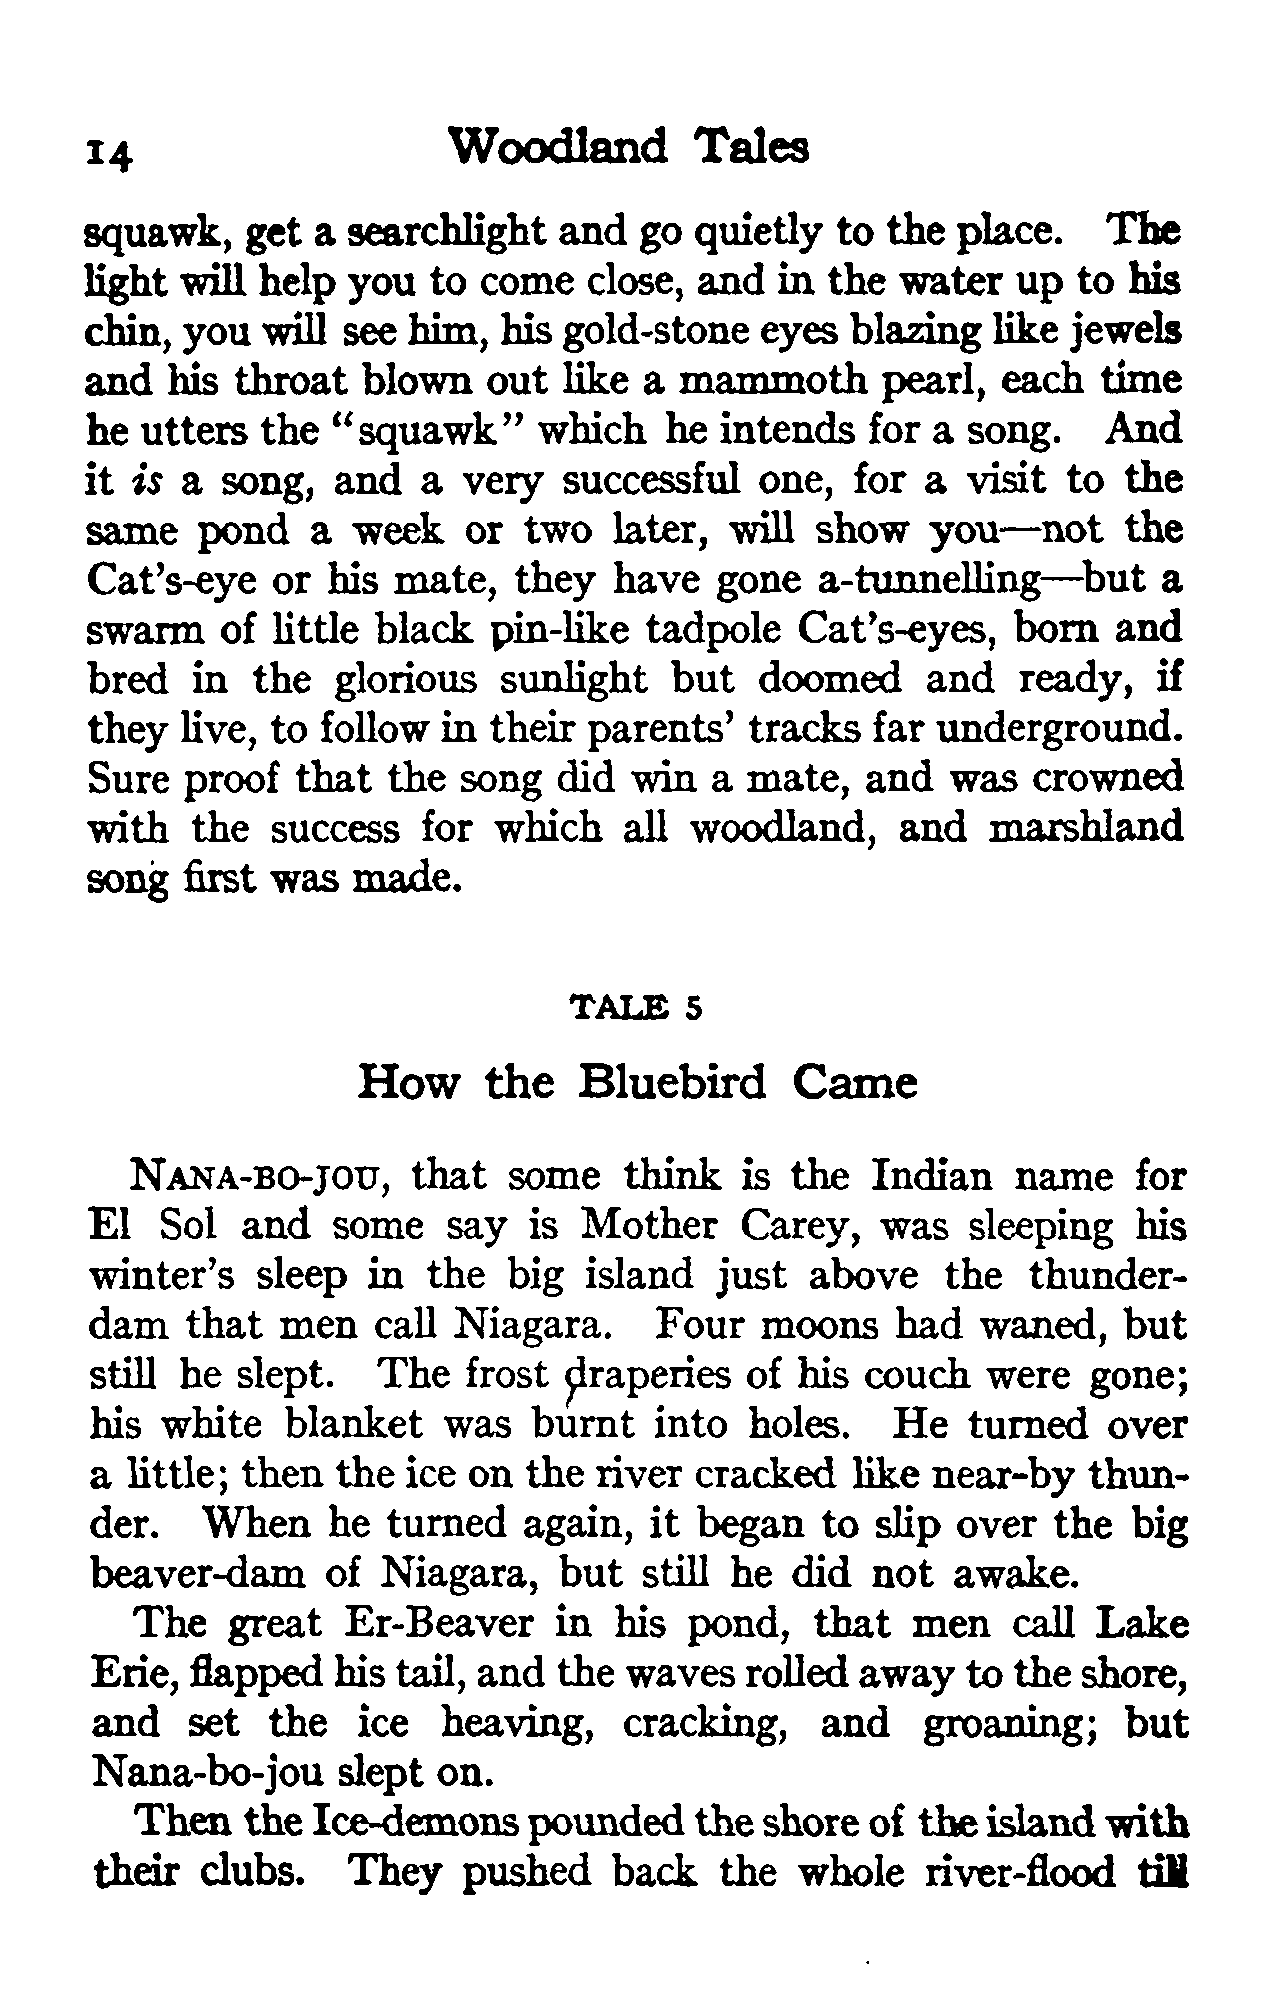 14 Woodland Tales
squawk, get a searchlight and go quietly to the place. The
light will help you to come close, and in the water up to his
chin, you will see him, his gold-stone eyes blazing like jewels
and his throat blown out like a mammoth pearl, each time
he utters the "squawk" which he intends for a song. And
it is a song, and a very successful one, for a visit to the
same pond a week or two later, will show you—not the
Cat's-eye or his mate, they have gone a-tunnelling—but a
swarm of little black pin-like tadpole Cat's-eyes, born and
bred in the glorious sunlight but doomed and ready, if
they live, to follow in their parents' tracks far underground.
Sure proof that the song did win a mate, and was crowned
with the success for which all woodland, and marshland
song first was made.
TALE 5
How the Bluebird Came
NANA-BO-JOU, that some think is the Indian name for
El Sol and some say is Mother Carey, was sleeping his
winter's sleep in the big island just above the thunder-
dam that men call Niagara. Four moons had waned, but
still he slept. The frost draperies of his couch were gone;
his white blanket was burnt into holes. He turned over
a little; then the ice on the river cracked like near-by thun-
der. When he turned again, it began to slip over the big
beaver-dam of Niagara, but still he did not awake.
The great Er-Beaver in his pond, that men call Lake
Erie, flapped his tail, and the waves rolled away to the shore,
and set the ice heaving, cracking, and groaning; but
Nana-bo-jou slept on.
Then the Ice-demons pounded the shore of the island with
their clubs. They pushed back the whole river-flood till